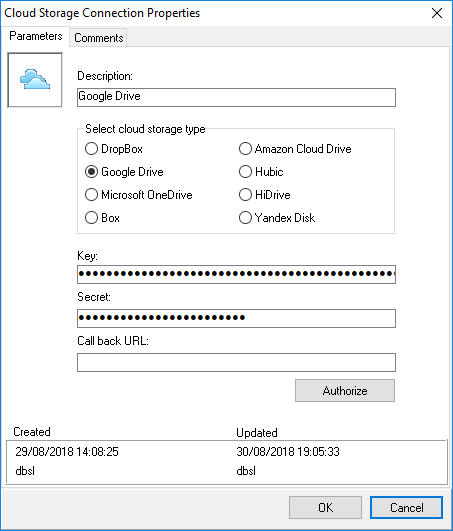 Cloud Storage Connection Properties
Parameters Comments
Description:
Google Drive
Select cloud storage type
DropBox Amazon Cloud Drive
Google Drive Hubic
Microsoft OneDrive HiDrive
Box Yandex Disk
Key:
Secret:
Call back URL:
Authorize
Created Updated
29/08/2018 14:08:25 30/08/2018 19:05:33
dbsl dbsl
OK Cancel